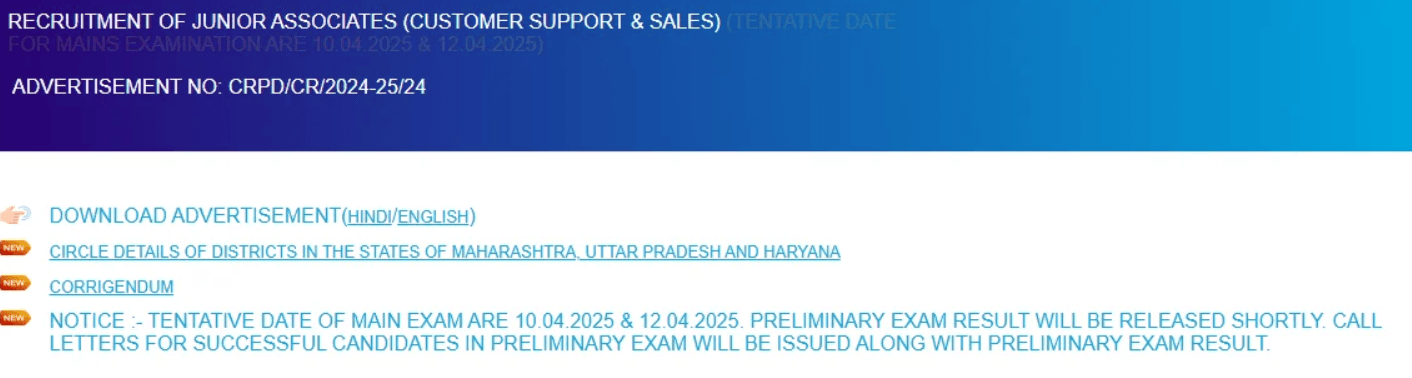 RECRUITMENT OF JUNIOR ASSOCIATES (CUSTOMER SUPPORT & SALES) (TENTATIVE DATE
FOR MAINS EXAMINATION ARE 10.04.2025 & 12.04.2025)
ADVERTISEMENT NO: CRPD/CR/2024-25/24
DOWNLOAD ADVERTISEMENT(HINDI/ENGLISH)
NEW CIRCLE DETAILS OF DISTRICTS IN THE STATES OF MAHARASHTRA, UTTAR PRADESH AND HARYANA
NEW CORRIGENDUM
NEW NOTICE :- TENTATIVE DATE OF MAIN EXAM ARE 10.04.2025 & 12.04.2025. PRELIMINARY EXAM RESULT WILL BE RELEASED SHORTLY. CALL
LETTERS FOR SUCCESSFUL CANDIDATES IN PRELIMINARY EXAM WILL BE ISSUED ALONG WITH PRELIMINARY EXAM RESULT.